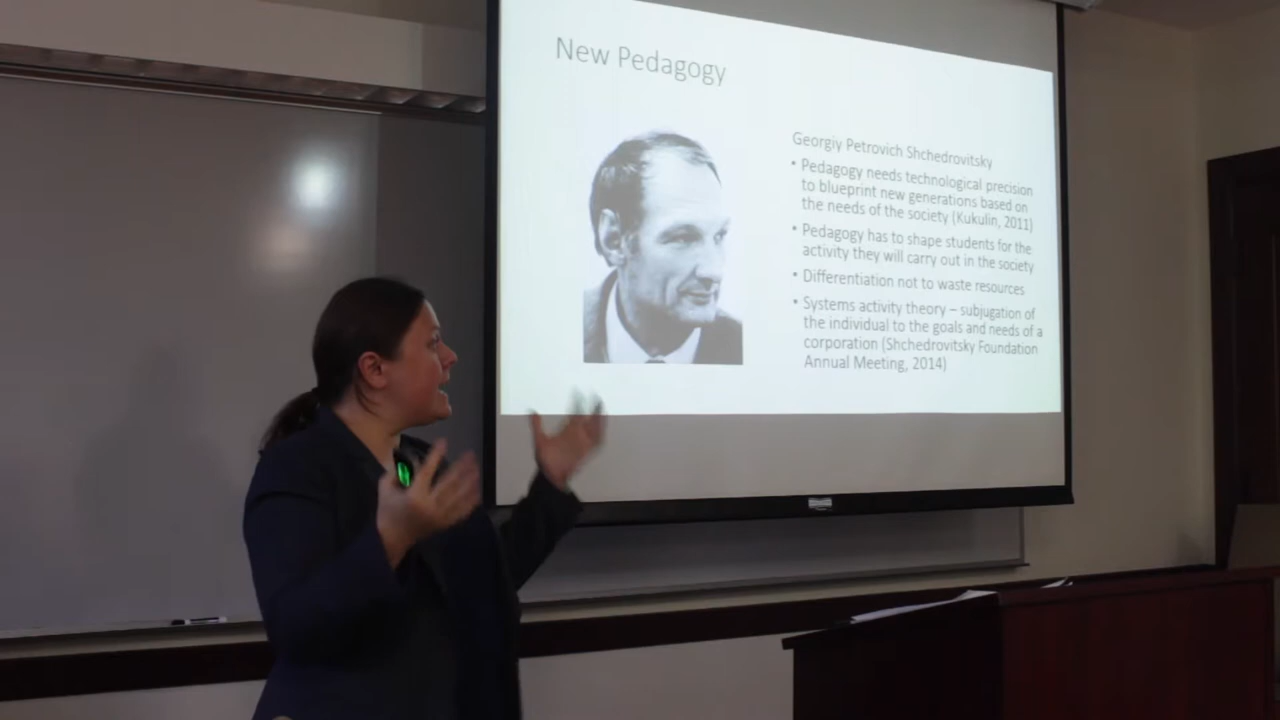 New Pedagogy
Georgiy Petrovich Shchedrovitsky
• Pedagogy needs technological precision
to blueprint new generations based on
the needs of the society (Kukulin, 2011)
• Pedagogy has to shape students for the
activity they will carry out in the society
• Differentiation not to waste resources
• Systems activity theory – subjugation of
the individual to the goals and needs of a
corporation (Shchedrovitsky Foundation
Annual Meeting, 2014)